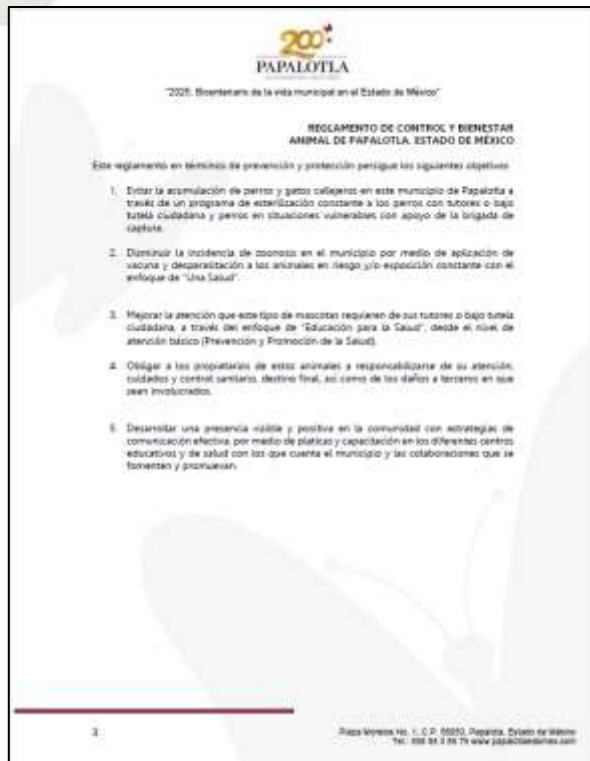 200
PAPALOTLA
"2025. Bicentenario de la vida municipal en el Estado de México"
REGLAMENTO DE CONTROL Y BIENESTAR
ANIMAL DE PAPALOTLA. ESTADO DE MÉXICO
Este reglamento en términos de prevención y protección persigue los siguientes objetivos:
1. Evitar la acumulación de perros y gatos callejeros en este municipio de Papalotla a
través de un programa de esterilización constante a los perros con tutores o bajo
tutela ciudadana y perros en situaciones vulnerables con apoyo de la brigada de
captura.
2. Disminuir la incidencia de zoonosis en el municipio por medio de aplicación de
vacuna y desparasitación a los animales en riesgo y/o exposición constante con el
enfoque de "Una Salud".
3. Mejorar la atención que este tipo de mascotas requieren de sus tutores o bajo tutela
ciudadana, a través del enfoque de "Educación para la Salud", desde el nivel de
atención básico (Prevención y Promoción de la Salud).
4. Obligar a los propietarios de estos animales a responsabilizarse de su atención,
cuidados y control sanitario, destino final, así como de los daños a terceros en que
sean involucrados.
5. Desarrollar una presencia visible y positiva en la comunidad con estrategias de
comunicación efectiva, por medio de platicas y capacitación en los diferentes centros
educativos y de salud con los que cuenta el municipio y las colaboraciones que se
fomenten y promuevan.
3
Plaza Morelos No. 1, C.P. Papalotla, Estado de México
Tel.: www.papalotlaedomex.com